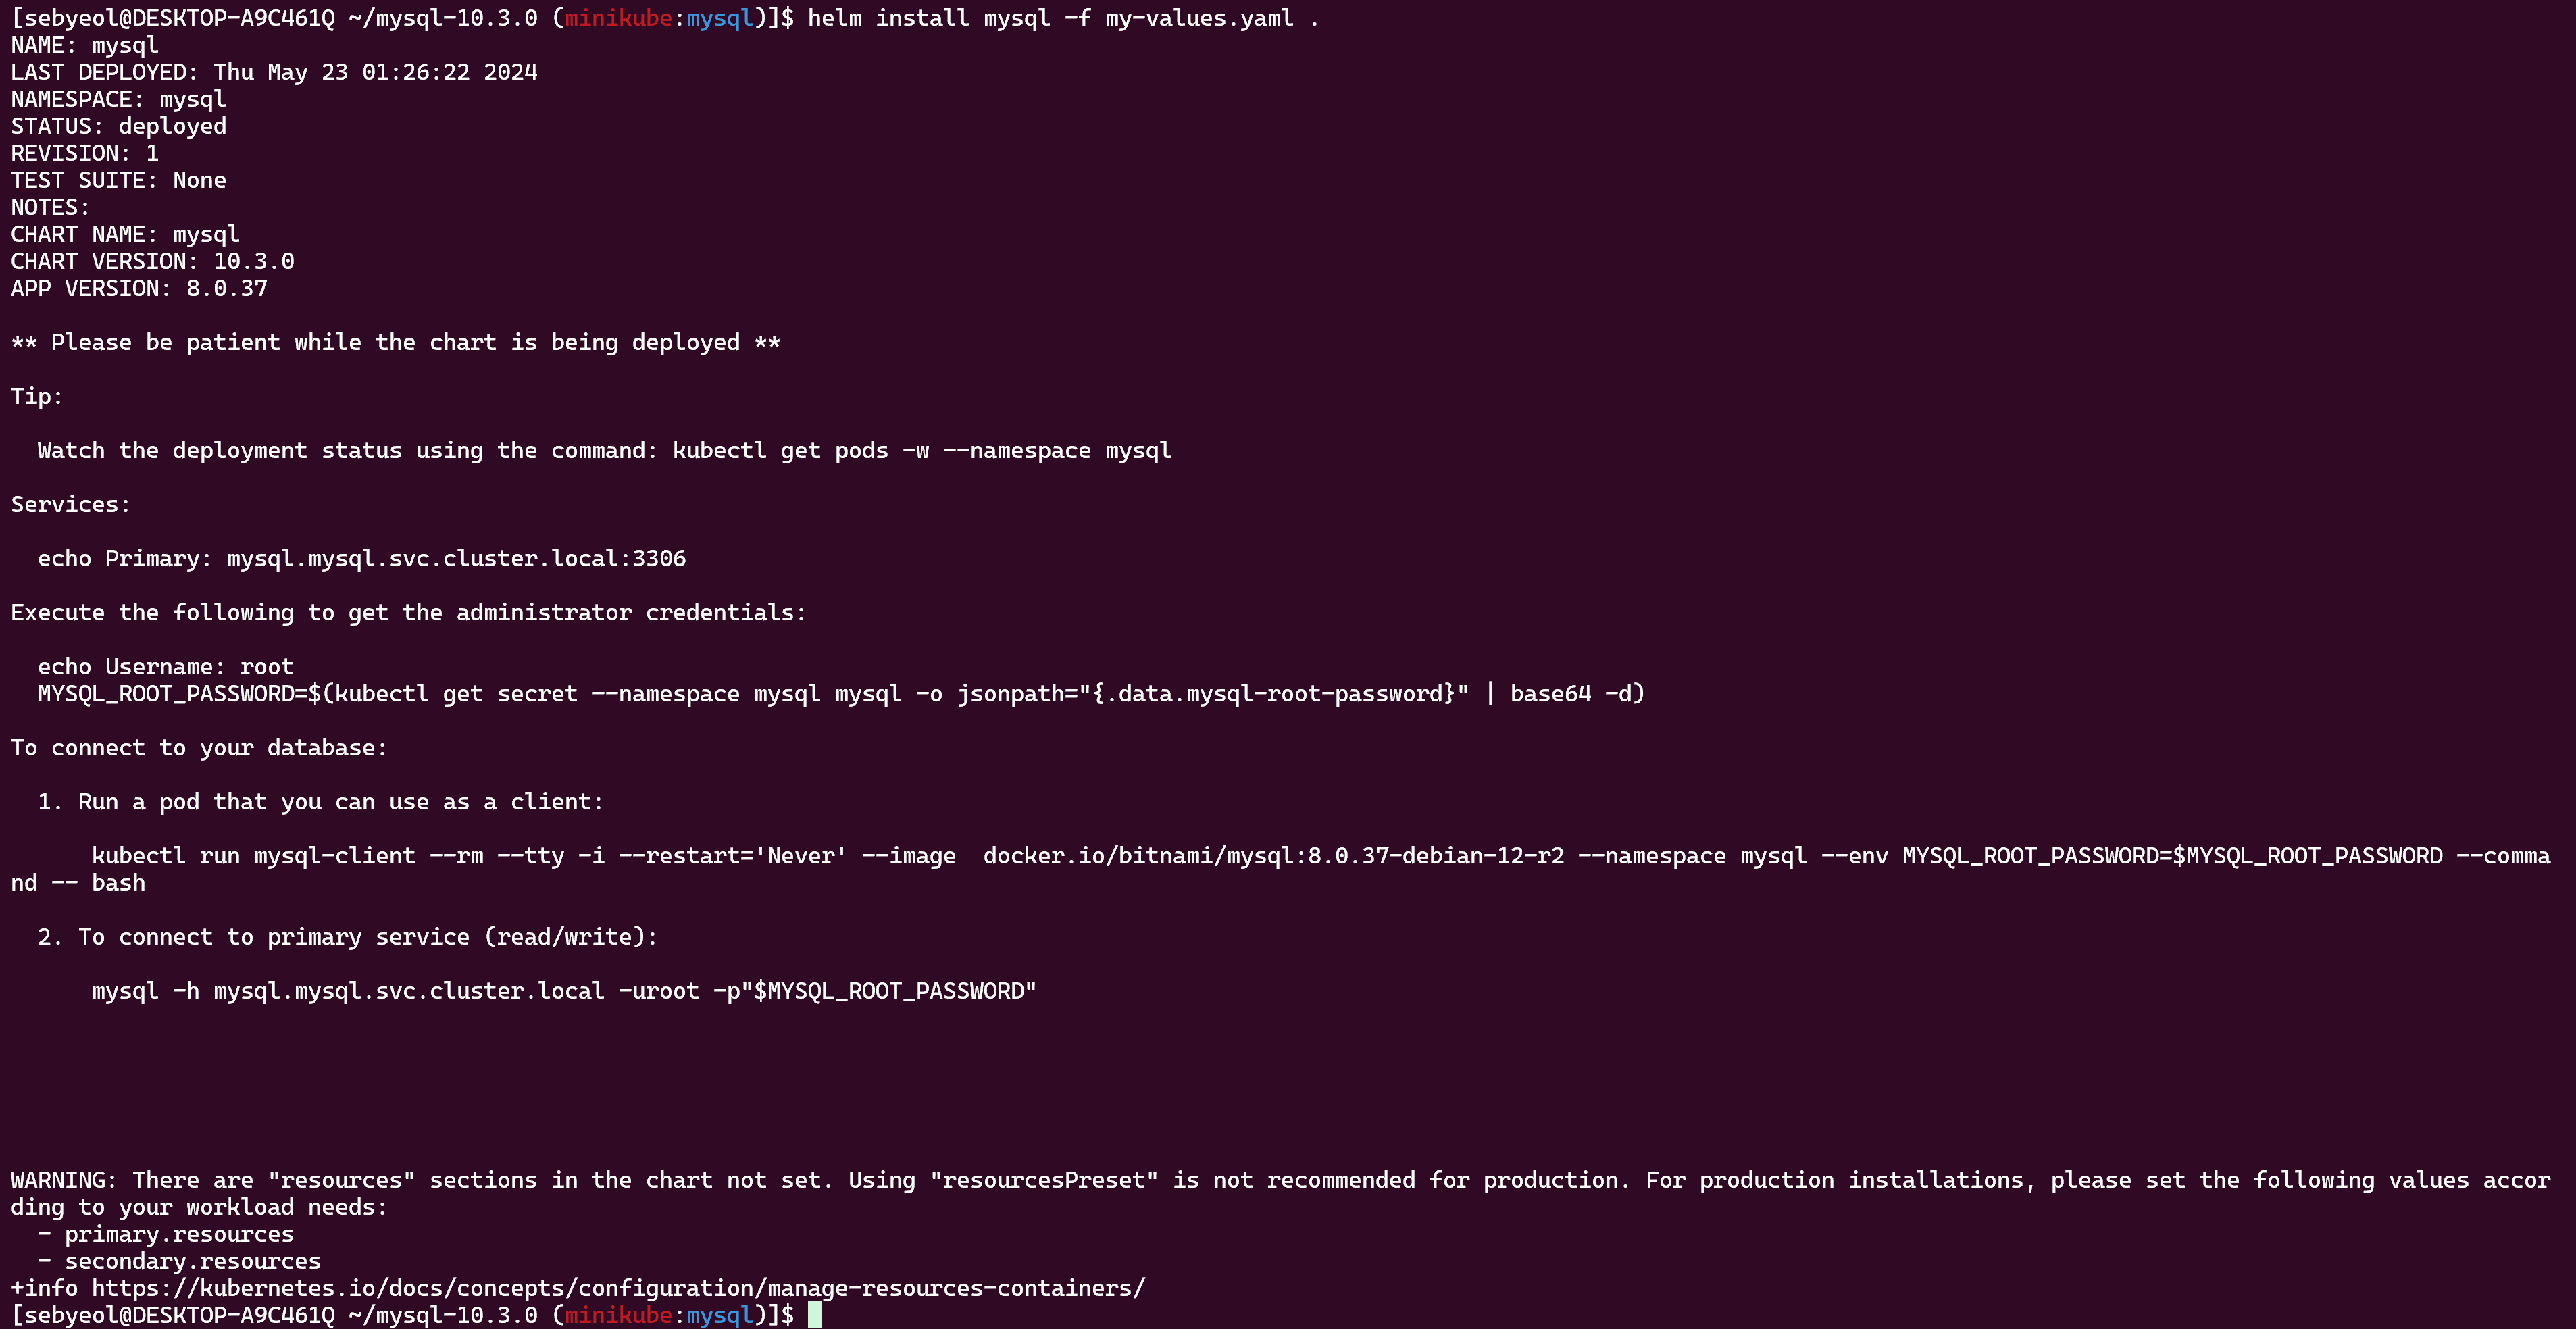 [sebyeol@DESKTOP-A9C461Q ~/mysql-10.3.0 (minikube:mysql)]$ helm install mysql -f my-values.yaml .
NAME: mysql
LAST DEPLOYED: Thu May 23 01:26:22 2024
NAMESPACE: mysql
STATUS: deployed
REVISION: 1
TEST SUITE: None
NOTES:
CHART NAME: mysql
CHART VERSION: 10.3.0
APP VERSION: 8.0.37

** Please be patient while the chart is being deployed **

Tip:

  Watch the deployment status using the command: kubectl get pods -w --namespace mysql

Services:

  echo Primary: mysql.mysql.svc.cluster.local:3306

Execute the following to get the administrator credentials:

  echo Username: root
  MYSQL_ROOT_PASSWORD=$(kubectl get secret --namespace mysql mysql -o jsonpath="{.data.mysql-root-password}" | base64 -d)

To connect to your database:

  1. Run a pod that you can use as a client:

      kubectl run mysql-client --rm --tty -i --restart='Never' --image  docker.io/bitnami/mysql:8.0.37-debian-12-r2 --namespace mysql --env MYSQL_ROOT_PASSWORD=$MYSQL_ROOT_PASSWORD --comma
nd -- bash

  2. To connect to primary service (read/write):

      mysql -h mysql.mysql.svc.cluster.local -uroot -p"$MYSQL_ROOT_PASSWORD"

WARNING: There are "resources" sections in the chart not set. Using "resourcesPreset" is not recommended for production. For production installations, please set the following values accor
ding to your workload needs:
  - primary.resources
  - secondary.resources
+info https://kubernetes.io/docs/concepts/configuration/manage-resources-containers/
[sebyeol@DESKTOP-A9C461Q ~/mysql-10.3.0 (minikube:mysql)]$